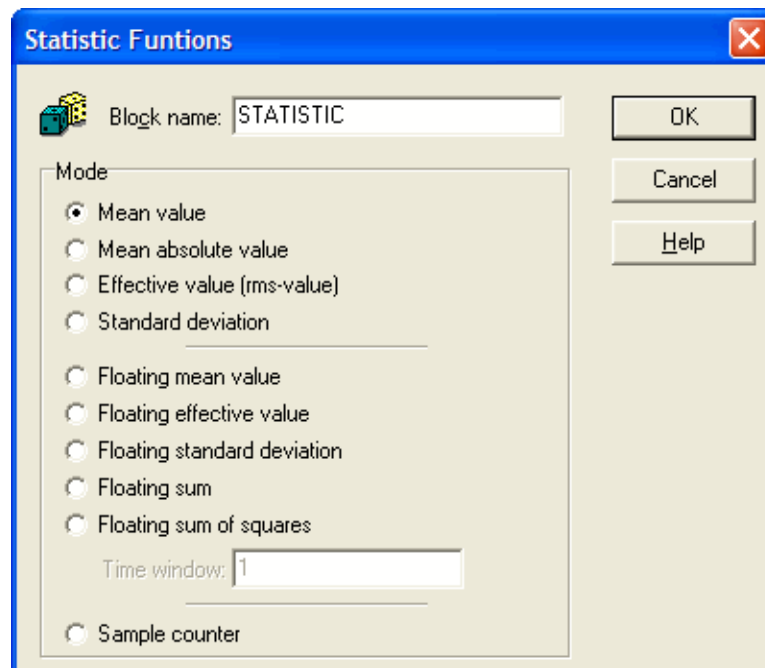 Statistic Funtions
Block name: STATISTIC
OK
Mode
Cancel
Mean value
Mean absolute value
Help
Effective value (rms-value)
Standard deviation
Floating mean value
Floating effective value
Floating standard deviation
Floating sum
Floating sum of squares
Time window: 1
Sample counter